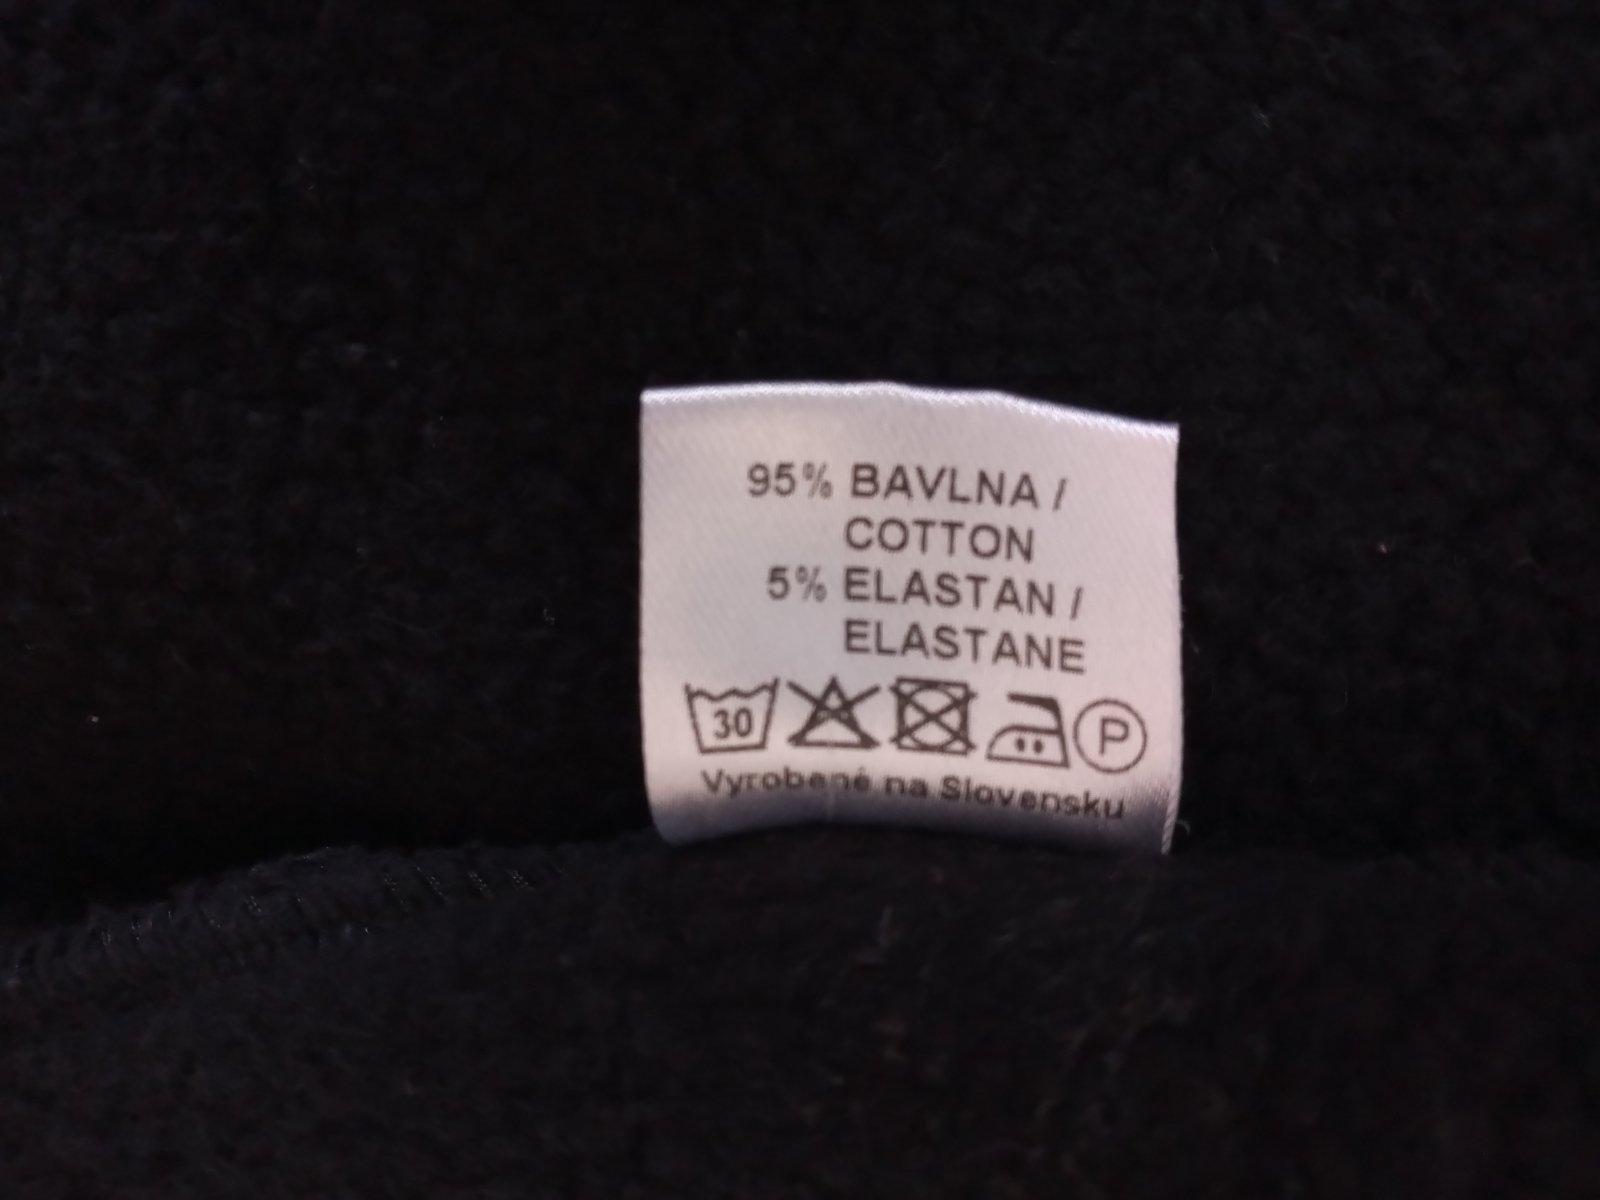 95% BAVLNA /
COTTON
5% ELASTAN /
ELASTANE
30 P
Vyrobené na Slovensku